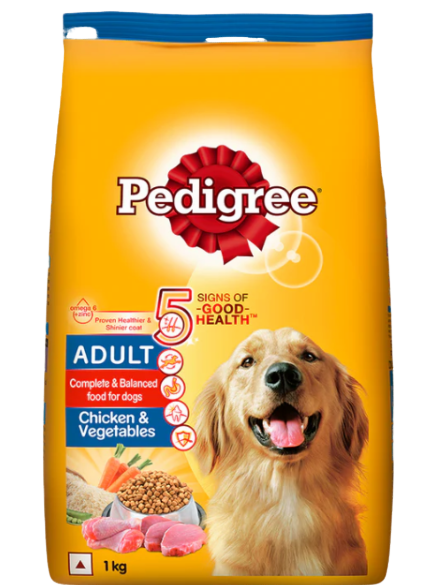 Pedigree®
5 SIGNS OF
-GOOD-
HEALTH™
omega 6
& zinc
Proven Healthier &
Shinier coat
ADULT
Complete & Balanced
food for dogs
Chicken &
Vegetables
1 kg